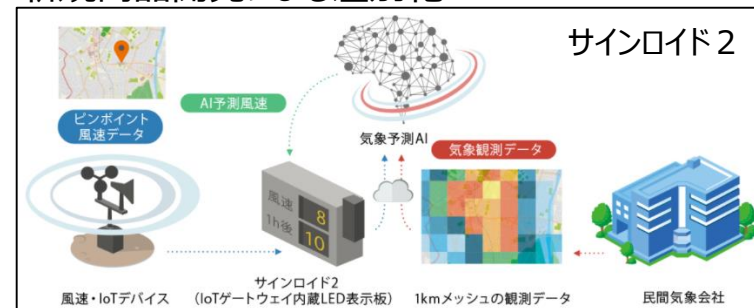 サインロイド2
AI予測風速
ピンポイント
風速データ
気象予測AI
気象観測データ
風速 8
1h後 10
サインロイド2
(IoTゲートウェイ内蔵LED表示板)
風速・IoTデバイス
1kmメッシュの観測データ
民間気象会社